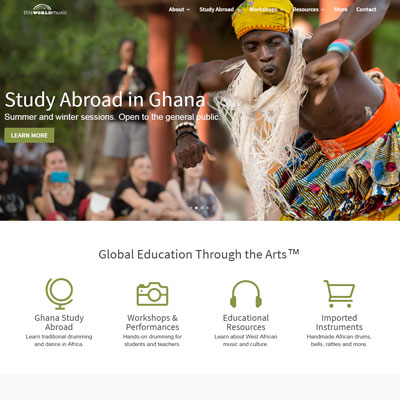 thisWORLDmusic
About
Study Abroad
Workshops
Resources
Store
Contact
Study Abroad in Ghana
Summer and winter sessions. Open to the general public.
LEARN MORE
Global Education Through the Arts™
Ghana Study
Abroad
Learn traditional drumming
and dance in Africa.
Workshops &
Performances
Hands-on drumming for
students and teachers.
Educational
Resources
Learn about West African
music and culture.
Imported
Instruments
Handmade African drums,
bells, rattles and more.